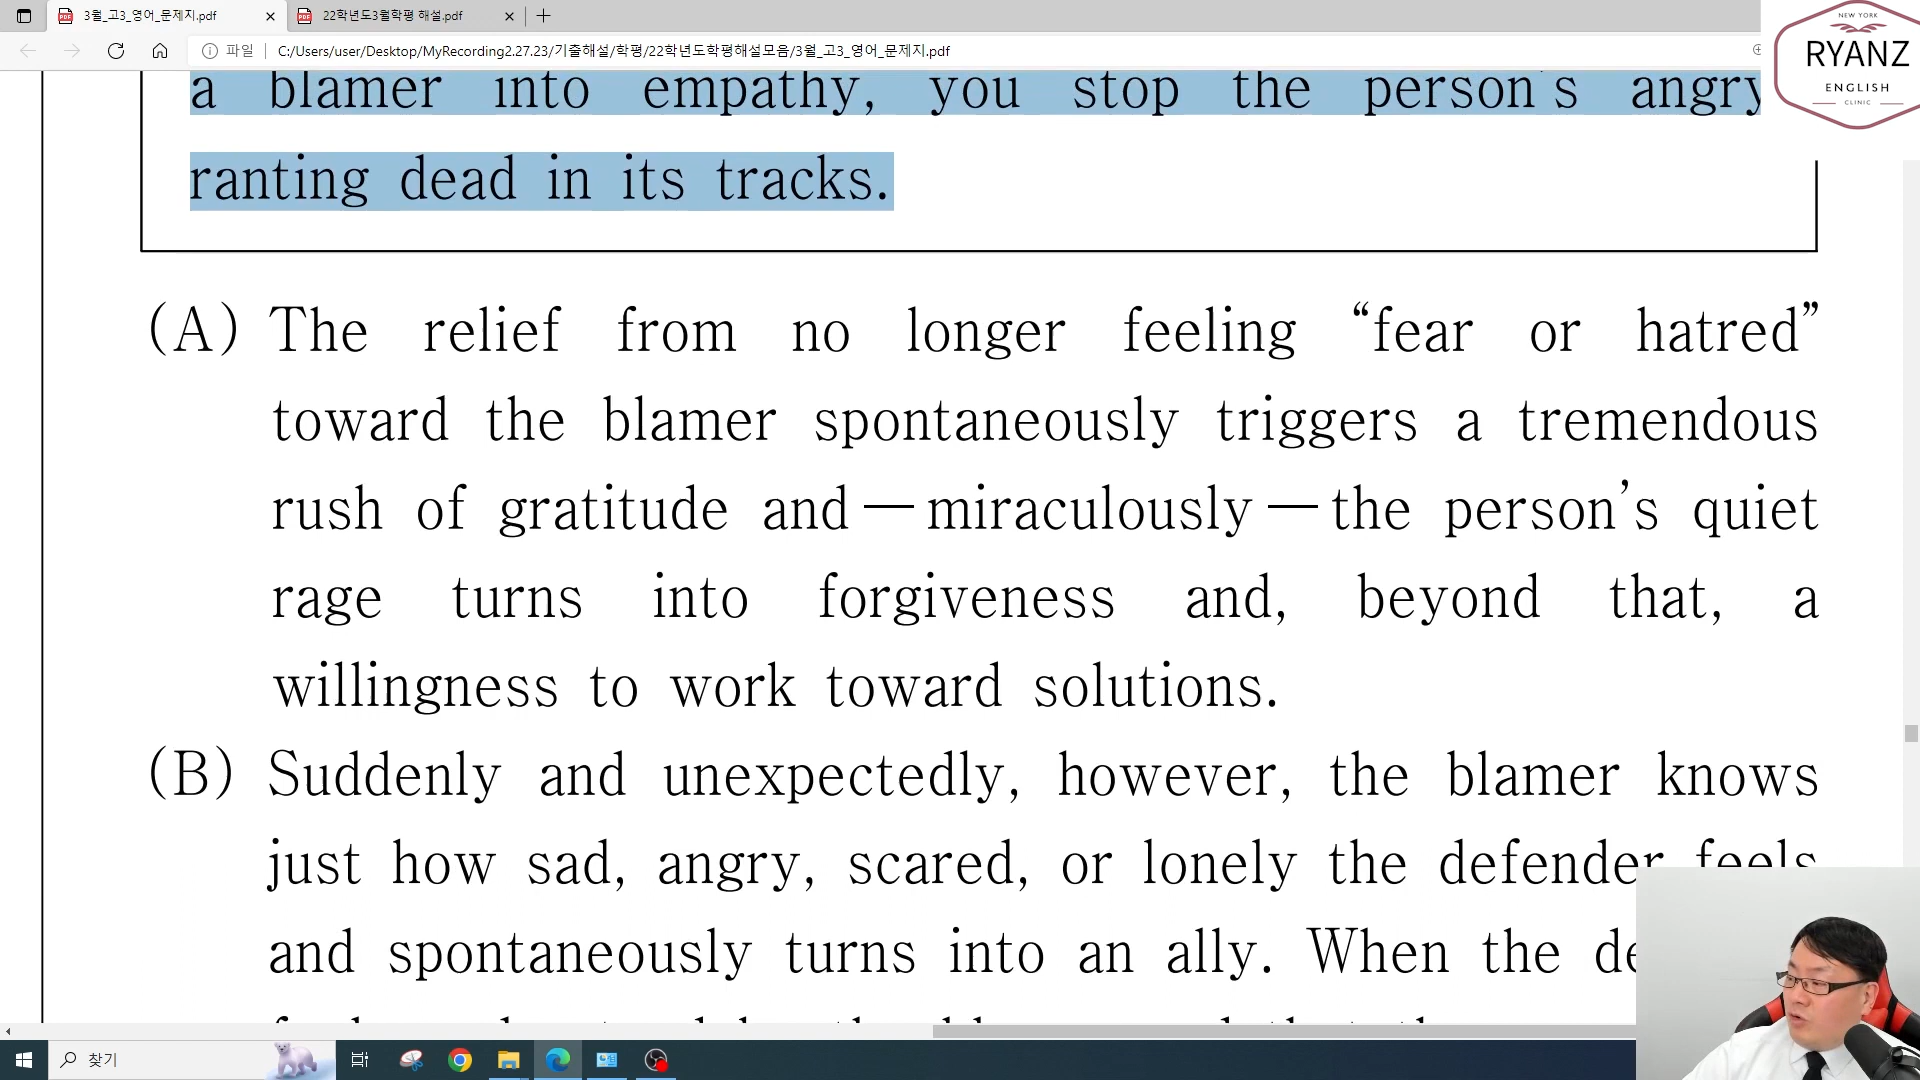 3월_고3_영어_문제지.pdf
22학년도3월학평 해설.pdf
파일
C:/Users/user/Desktop/MyRecording2.27.23/기출해설/학평/22학년도학평해설모음/3월_고3_영어_문제지.pdf
NEW YORK
RYANZ
ENGLISH
CLINIC
a blamer into empathy, you stop the person's angry
ranting dead in its tracks.
(A) The relief from no longer feeling “fear or hatred”
toward the blamer spontaneously triggers a tremendous
rush of gratitude and — miraculously — the person’s quiet
rage turns into forgiveness and, beyond that, a
willingness to work toward solutions.
(B) Suddenly and unexpectedly, however, the blamer knows
just how sad, angry, scared, or lonely the defender feels
and spontaneously turns into an ally. When the
찾기